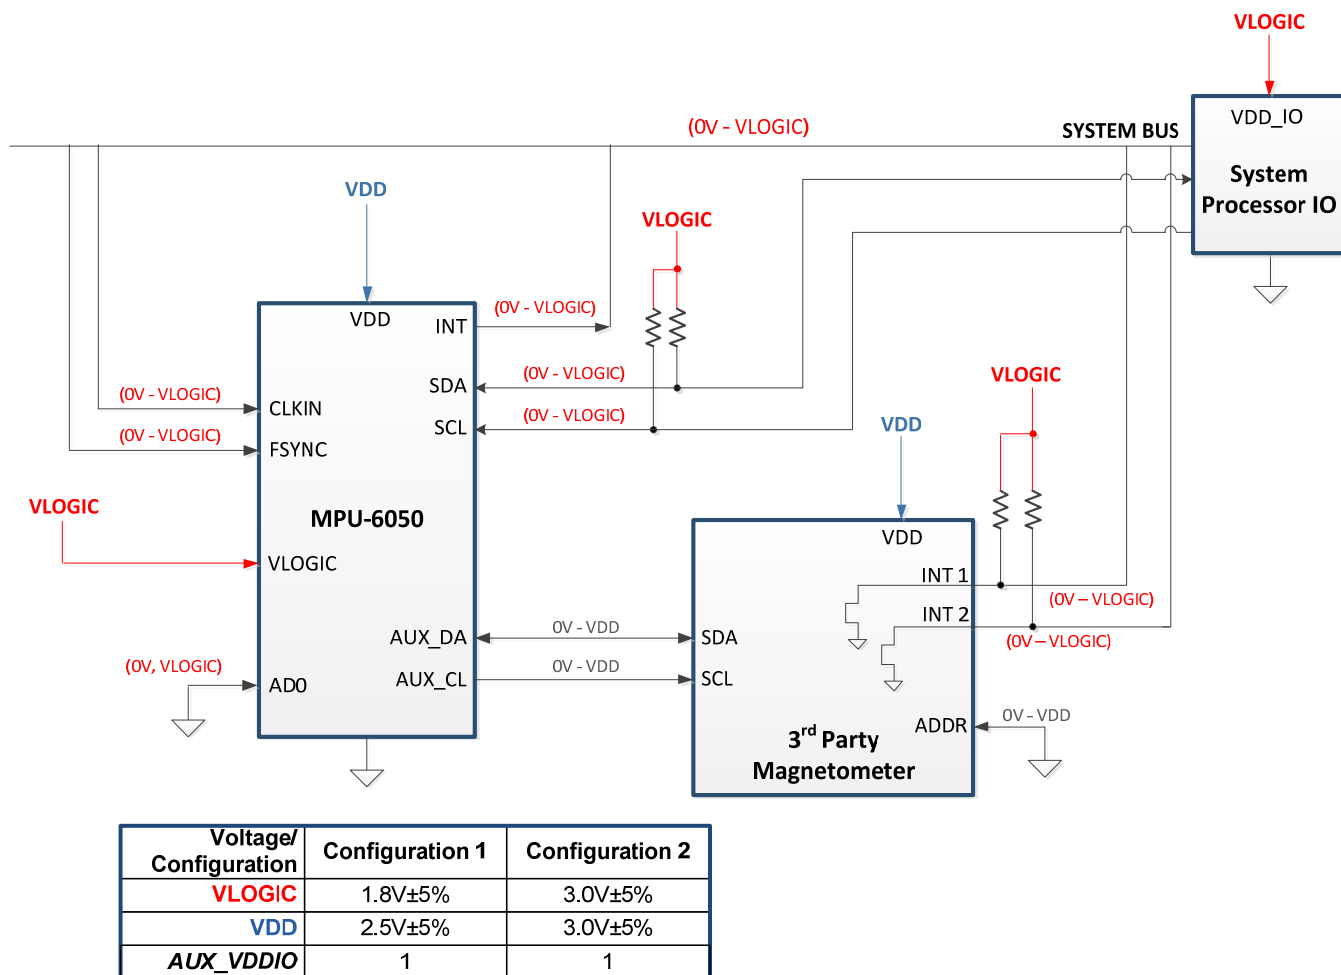 VLOGIC
VDD_IO
System
Processor IO
(0V - VLOGIC)
SYSTEM BUS
VDD
VLOGIC
VDD
INT
(0V - VLOGIC)
SDA
(0V - VLOGIC)
SCL
(0V - VLOGIC)
(0V - VLOGIC)
CLKIN
(0V - VLOGIC)
FSYNC
MPU-6050
VLOGIC
VLOGIC
AUX_DA
0V - VDD
AUX_CL
0V - VDD
(0V, VLOGIC)
AD0
VLOGIC
VDD
VDD
INT 1
(0V – VLOGIC)
INT 2
(0V – VLOGIC)
SDA
SCL
ADDR
0V - VDD
3rd Party
Magnetometer
Voltage/
Configuration
Configuration 1
Configuration 2
VLOGIC
1.8V±5%
3.0V±5%
VDD
2.5V±5%
3.0V±5%
AUX_VDDIO
1
1